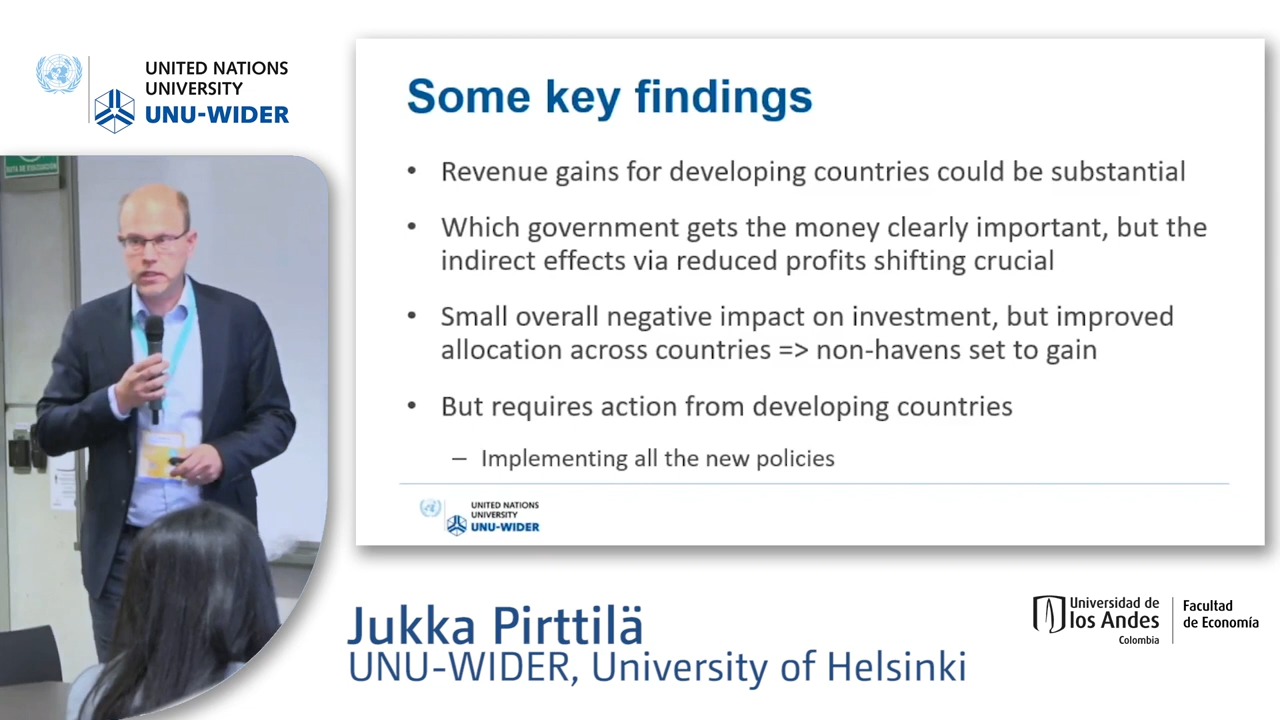 UNITED NATIONS
UNIVERSITY
UNU-WIDER
Some key findings
• Revenue gains for developing countries could be substantial
• Which government gets the money clearly important, but the
indirect effects via reduced profits shifting crucial
• Small overall negative impact on investment, but improved
allocation across countries => non-havens set to gain
• But requires action from developing countries
– Implementing all the new policies
UNITED NATIONS
UNIVERSITY
UNU-WIDER
Jukka Pirttilä
UNU-WIDER, University of Helsinki
Universidad de
los Andes
Colombia
Facultad
de Economía